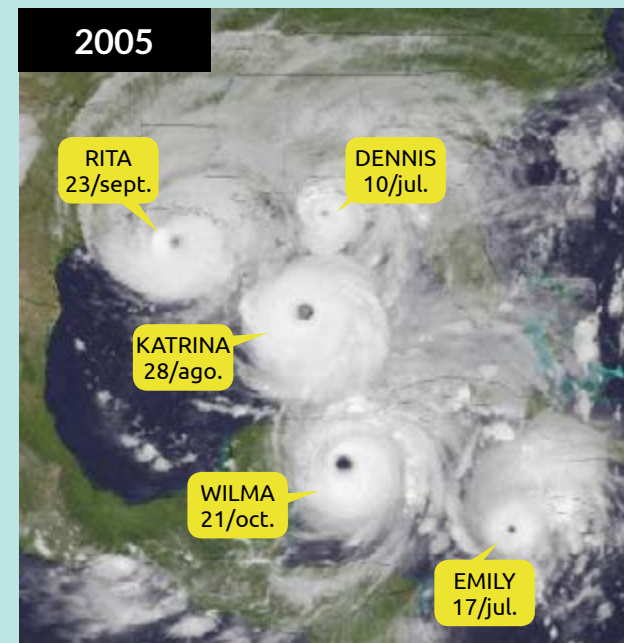 2005
RITA
23/sept.
DENNIS
10/jul.
KATRINA
28/ago.
WILMA
21/oct.
EMILY
17/jul.